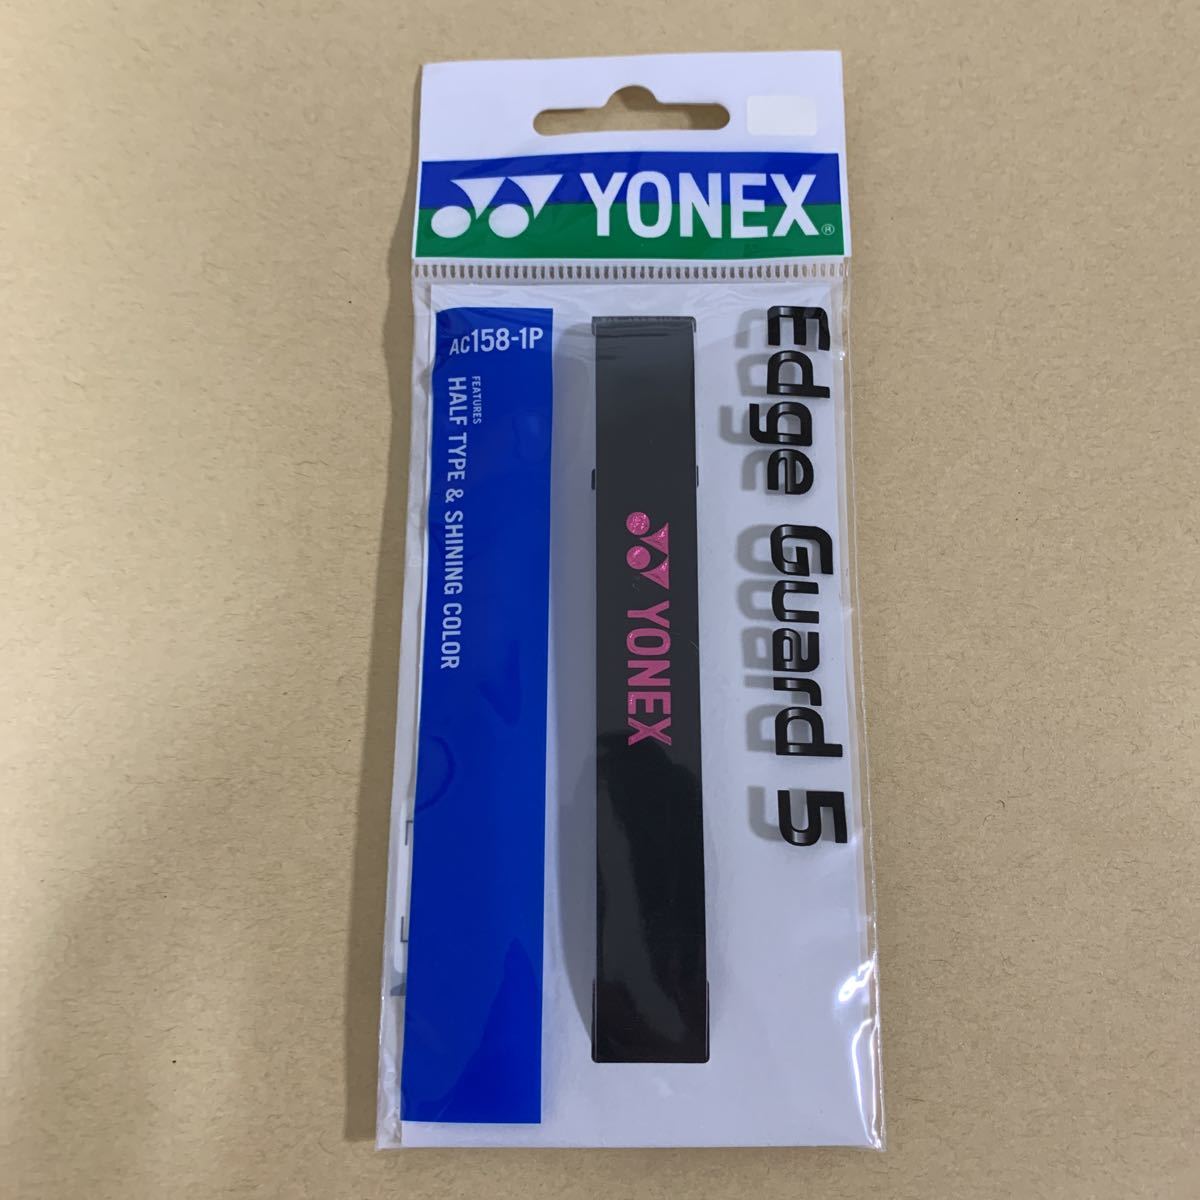 YONEX®
AC158-1P
FEATURES
HALF TYPE & SHINING COLOR
YONEX
Edge Guard 5